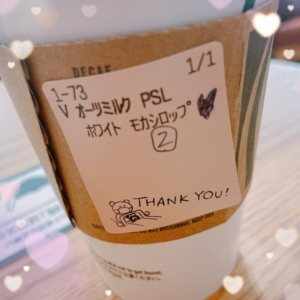 DECAF
1-73
1/1
V オーツミルク PSL
ホワイト モカシロップ
2
THANK YOU!